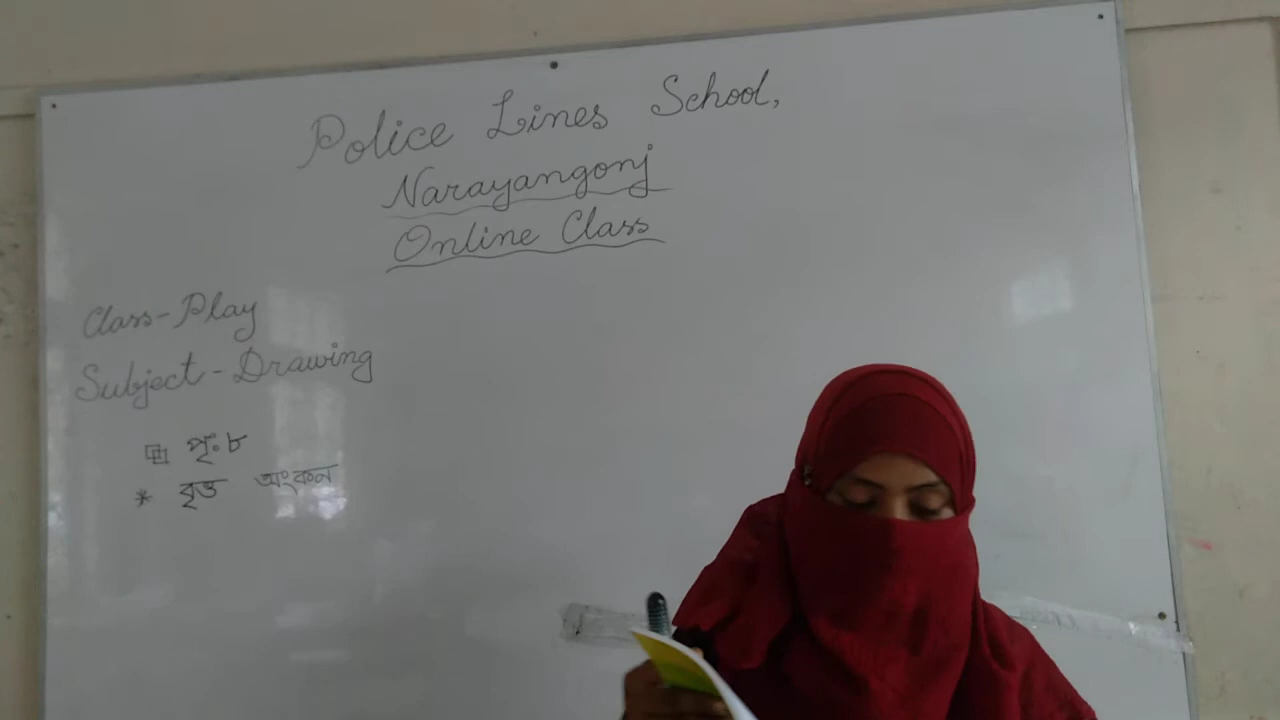 Police Lines School,
Narayangonj
Online Class
Class-Play
Subject-Drawing
পৃ:৮
* বৃত্ত অংকন